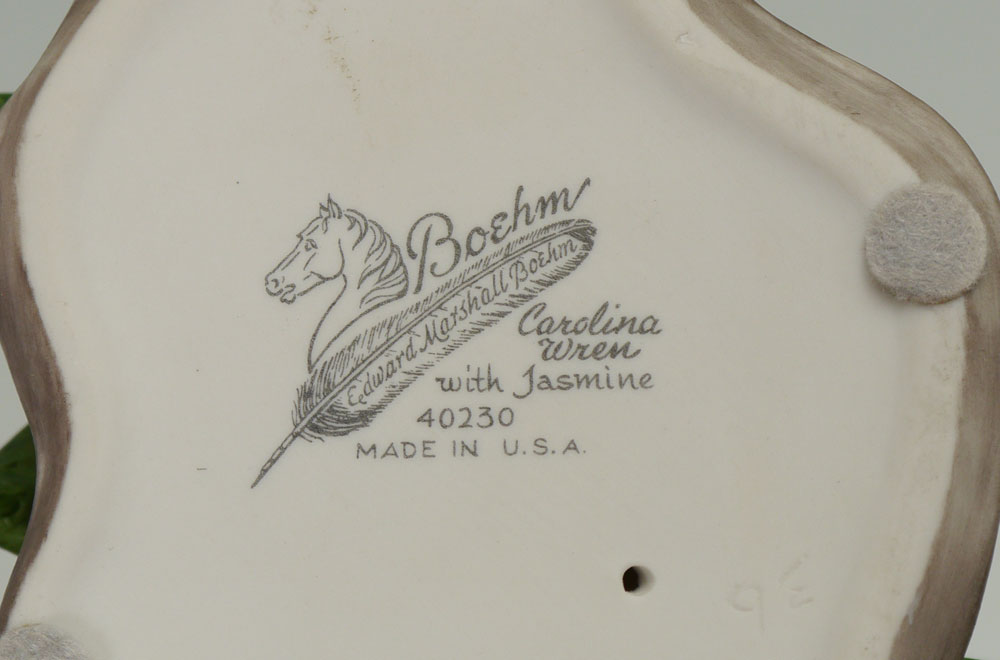 Boehm
Edward Marshall Boehm
Carolina
Wren
with Jasmine
40230
MADE IN U.S.A.